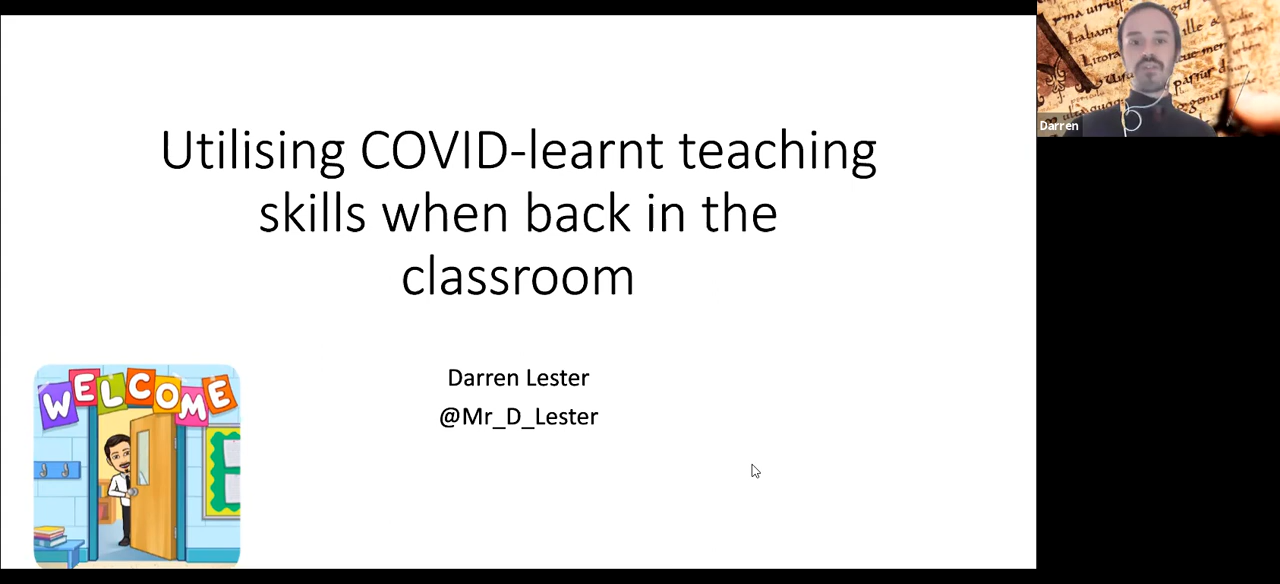 Utilising COVID-learnt teaching
skills when back in the
classroom
Darren Lester
@Mr_D_Lester
WELCOME
Darren